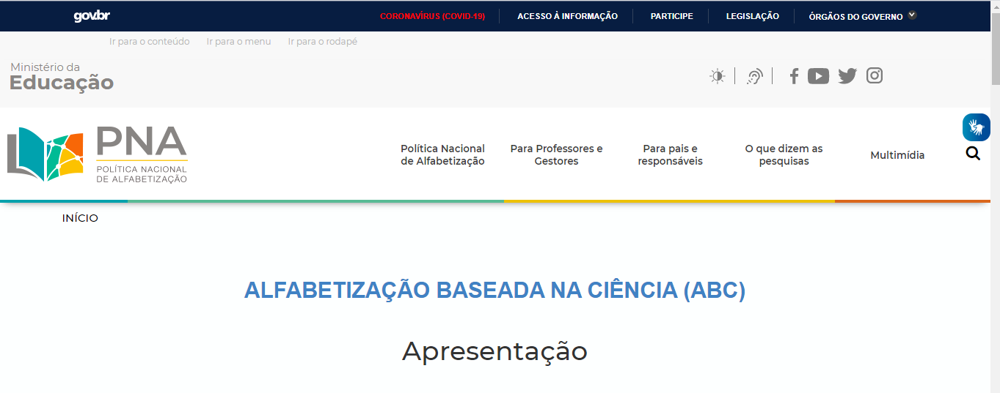 gov.br CORONAVÍRUS (COVID-19) ACESSO À INFORMAÇÃO PARTICIPE LEGISLAÇÃO ÓRGÃOS DO GOVERNO
Ir para o conteúdo Ir para o menu Ir para o rodapé
Ministério da
Educação
PNA
POLÍTICA NACIONAL
DE ALFABETIZAÇÃO
Política Nacional
de Alfabetização
Para Professores e
Gestores
Para pais e
responsáveis
O que dizem as
pesquisas
Multimídia
INÍCIO
ALFABETIZAÇÃO BASEADA NA CIÊNCIA (ABC)
Apresentação